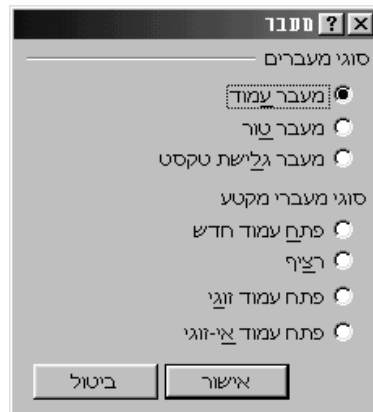 מעבר
סוגי מעברים
מעבר עמוד
מעבר טור
מעבר גלישת טקסט
סוגי מעברי מקטע
פתח עמוד חדש
רציף
פתח עמוד זוגי
פתח עמוד אי-זוגי
אישור ביטול